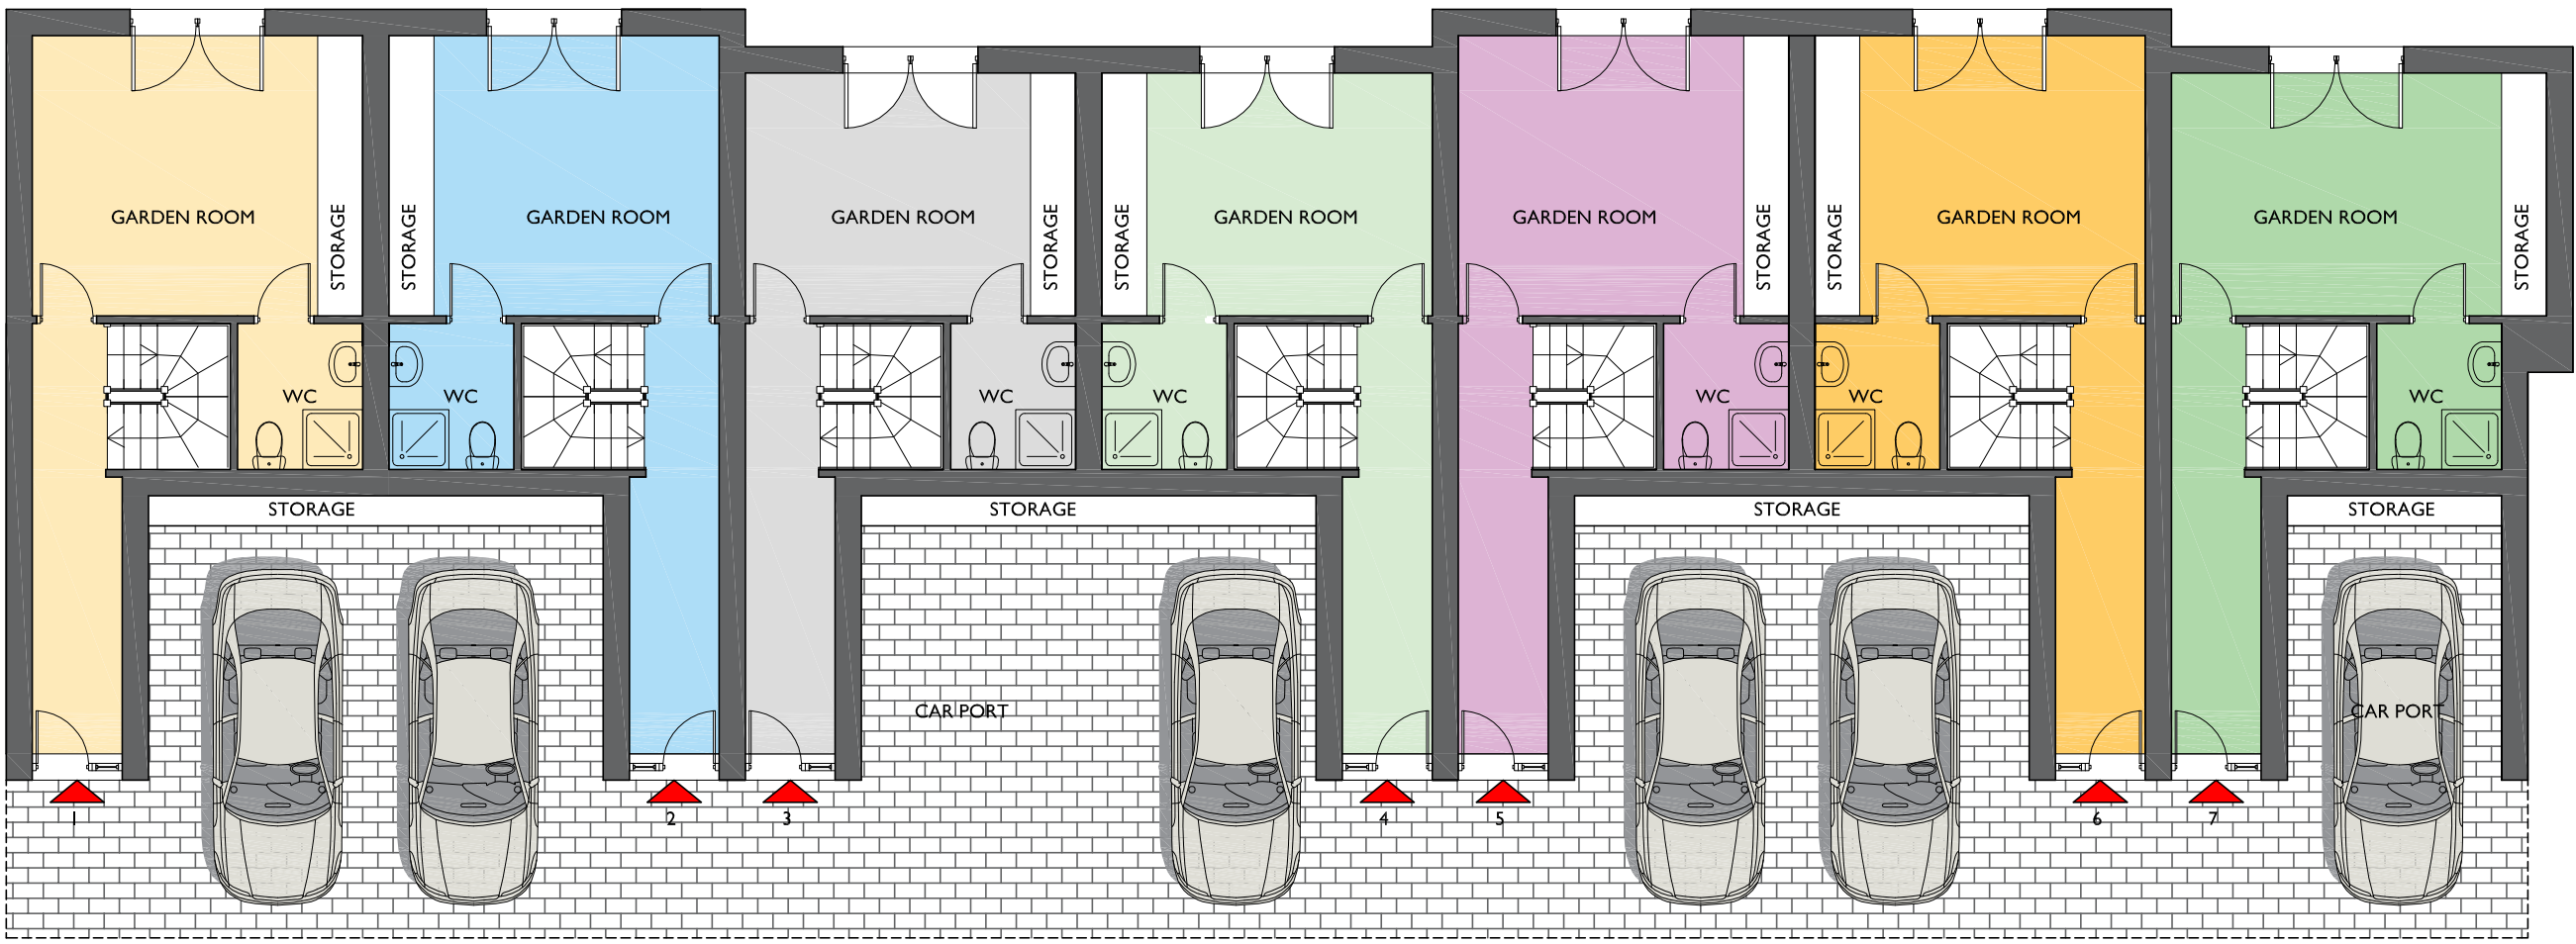 GARDEN ROOM
STORAGE
STORAGE
GARDEN ROOM
GARDEN ROOM
STORAGE
STORAGE
GARDEN ROOM
GARDEN ROOM
STORAGE
STORAGE
GARDEN ROOM
GARDEN ROOM
STORAGE
WC
WC
WC
WC
WC
WC
WC
STORAGE
STORAGE
STORAGE
STORAGE
CAR PORT
CAR PORT
1
2
3
4
5
6
7